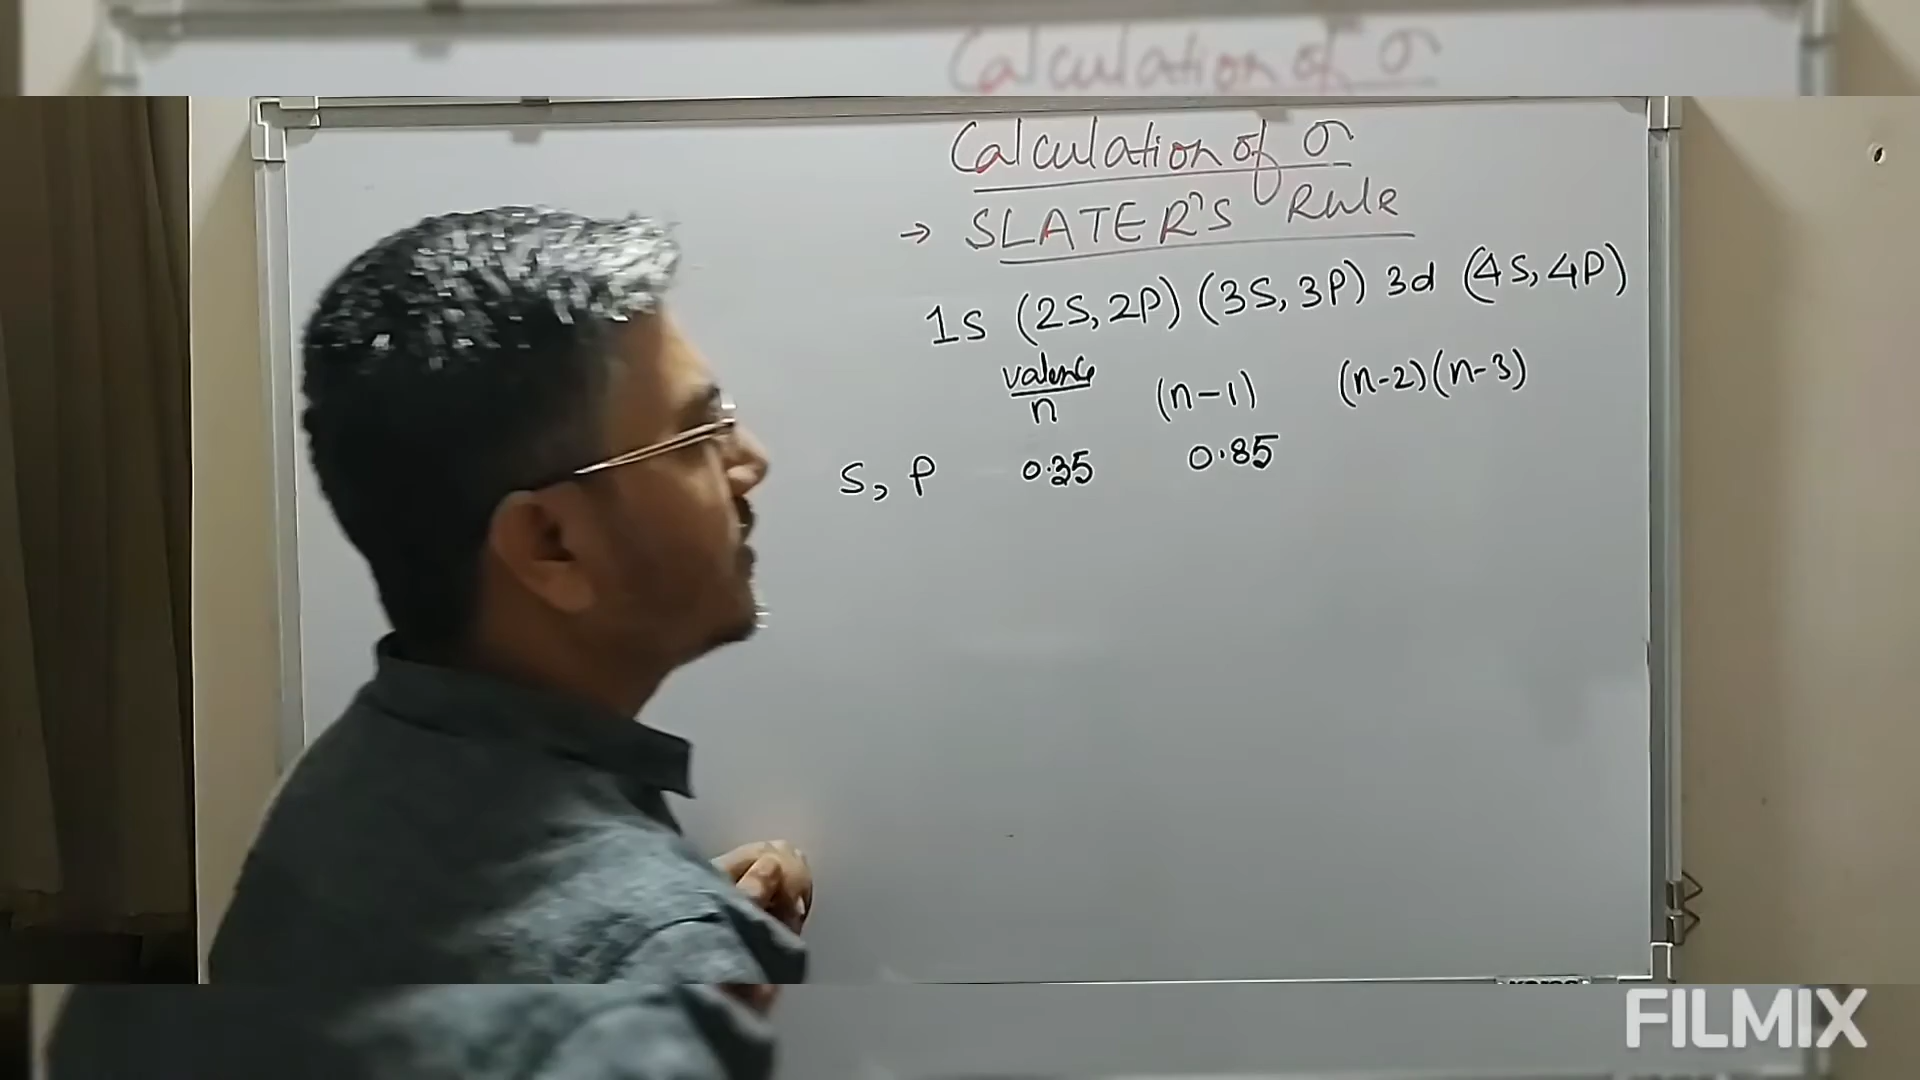 Calculation of σ
Calculation of σ
→ SLATER'S Rule
1s (2s, 2p) (3s, 3p) 3d (4s, 4p)
valence (n-1) (n-2)(n-3)
n
s, p 0.35 0.85
FILMIX